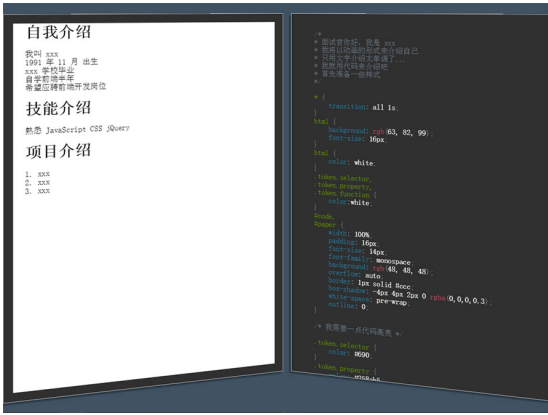 自我介绍
我叫 xxx
1991 年 11 月 出生
xxx 学校毕业
自学前端半年
希望应聘前端开发岗位
技能介绍
熟悉 JavaScript CSS jQuery
项目介绍
1. xxx
2. xxx
3. xxx
/*
* 面试官你好，我是 xxx
* 我将以动画的形式来介绍自己
* 只用文字介绍太单调了...
* 我就用代码来介绍吧
* 首先准备一些样式
*/
* {
transition: all 1s;
}
html {
background: rgb(63, 82, 99);
font-size: 16px;
}
html {
color: white;
}
.token.selector,
.token.property,
.token.function {
color:white;
}
#code,
#paper {
width: 100%;
padding: 16px;
font-size: 14px;
font-family: monospace;
background: rgb(48, 48, 48);
overflow: auto;
border: 1px solid #ccc;
box-shadow: -4px 4px 2px 0 rgba(0,0,0,0.3);
white-space: pre-wrap;
outline: 0;
}
/* 我需要一点代码高亮 */
.token.selector {
color: #690;
}
.token.property {